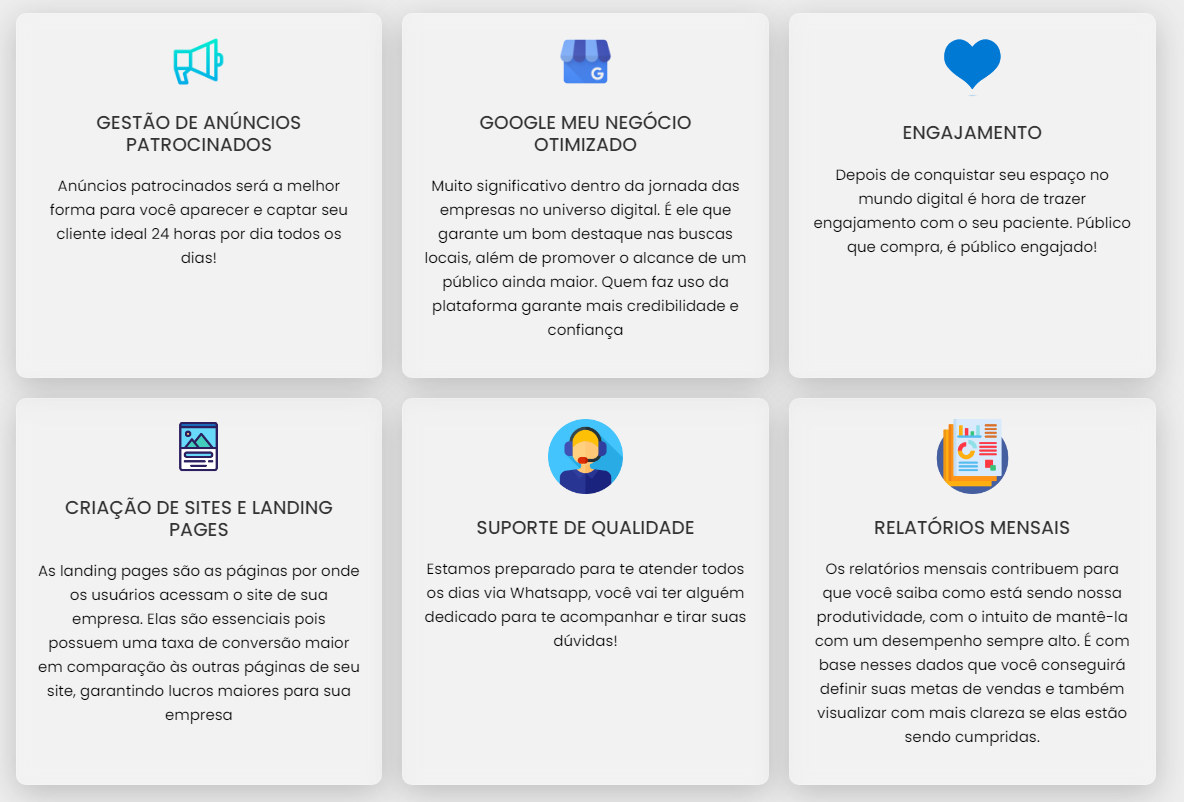 GESTÃO DE ANÚNCIOS
PATROCINADOS
Anúncios patrocinados será a melhor
forma para você aparecer e captar seu
cliente ideal 24 horas por dia todos os
dias!
G
GOOGLE MEU NEGÓCIO
OTIMIZADO
Muito significativo dentro da jornada das
empresas no universo digital. É ele que
garante um bom destaque nas buscas
locais, além de promover o alcance de um
público ainda maior. Quem faz uso da
plataforma garante mais credibilidade e
confiança
ENGAJAMENTO
Depois de conquistar seu espaço no
mundo digital é hora de trazer
engajamento com o seu paciente. Público
que compra, é público engajado!
CRIAÇÃO DE SITES E LANDING
PAGES
As landing pages são as páginas por onde
os usuários acessam o site de sua
empresa. Elas são essenciais pois
possuem uma taxa de conversão maior
em comparação às outras páginas de seu
site, garantindo lucros maiores para sua
empresa
SUPORTE DE QUALIDADE
Estamos preparado para te atender todos
os dias via Whatsapp, você vai ter alguém
dedicado para te acompanhar e tirar suas
dúvidas!
RELATÓRIOS MENSAIS
Os relatórios mensais contribuem para
que você saiba como está sendo nossa
produtividade, com o intuito de mantê-la
com um desempenho sempre alto. É com
base nesses dados que você conseguirá
definir suas metas de vendas e também
visualizar com mais clareza se elas estão
sendo cumpridas.